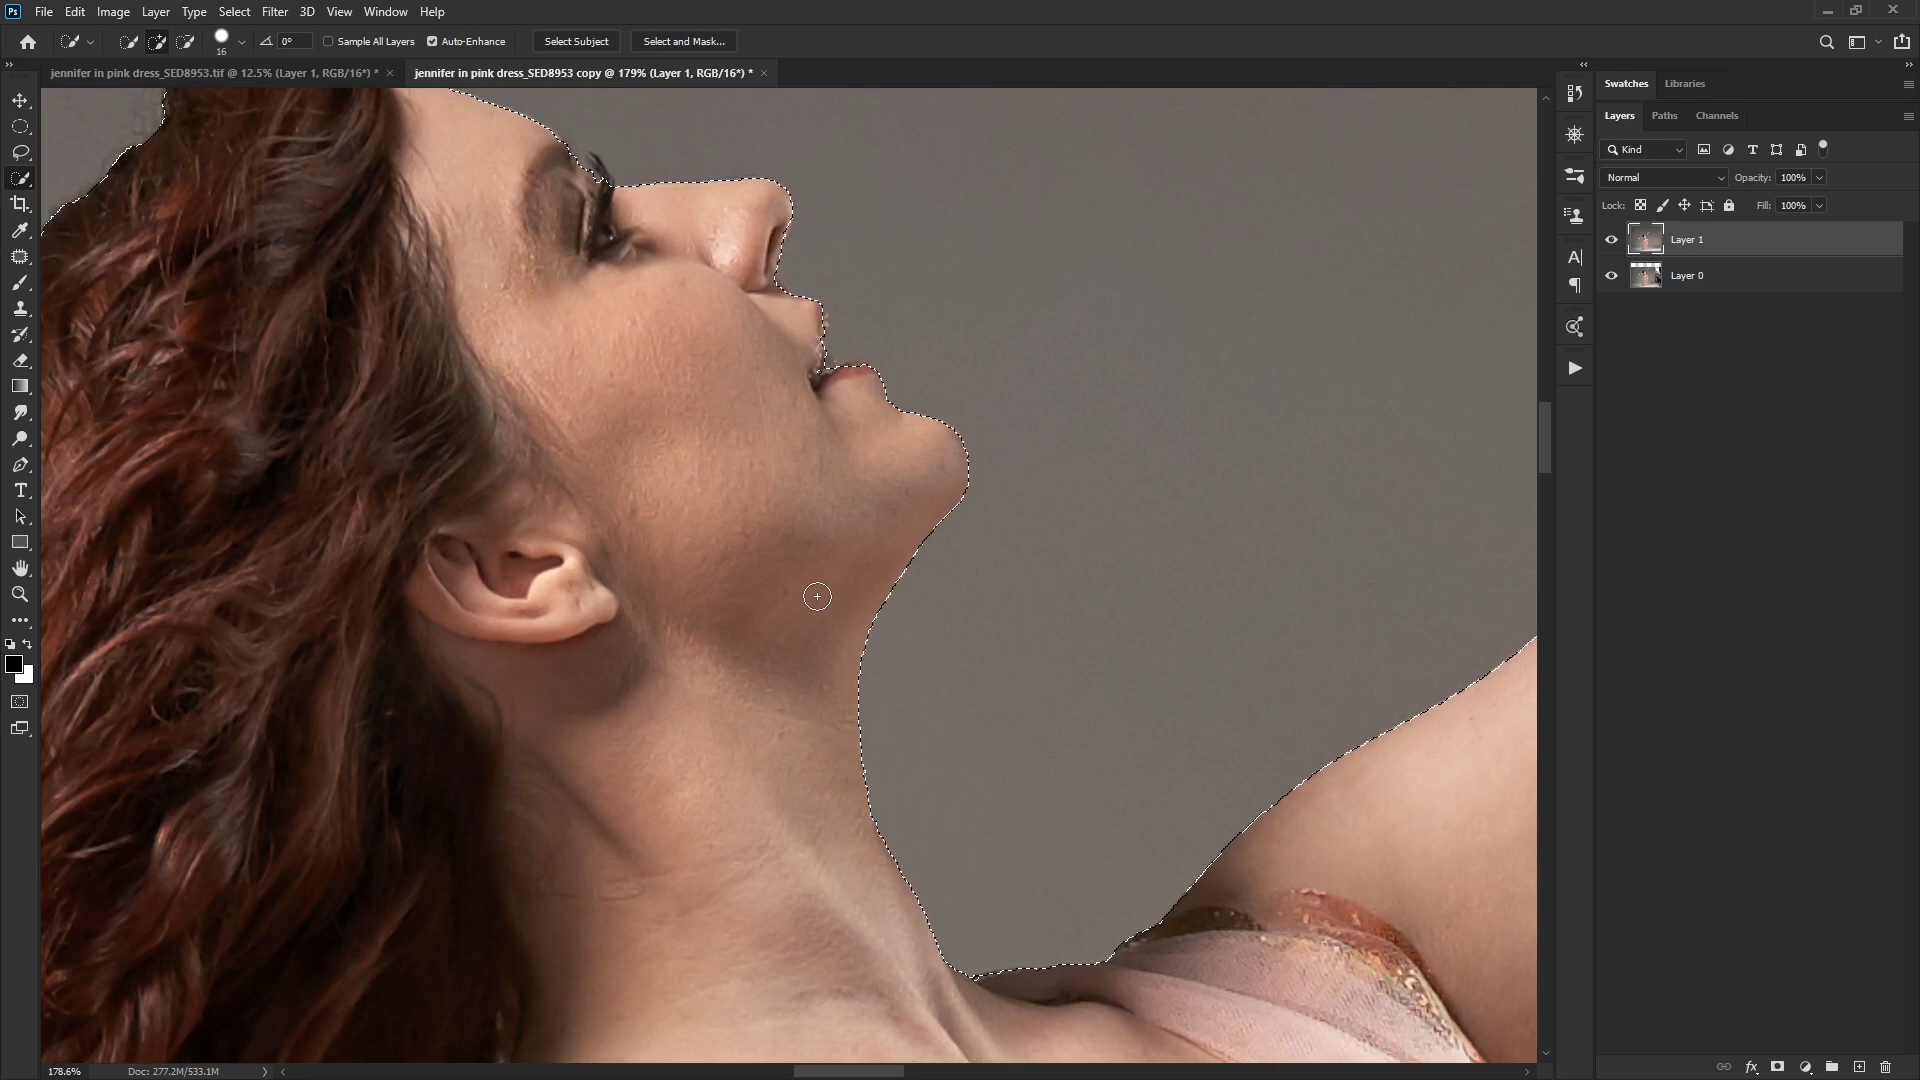 Ps File Edit Image Layer Type Select Filter 3D View Window Help
16 0° Sample All Layers Auto-Enhance Select Subject Select and Mask...
jennifer in pink dress_SED8953.tif @ 12.5% (Layer 1, RGB/16*) * × jennifer in pink dress_SED8953 copy @ 179% (Layer 1, RGB/16*) * ×
Swatches Libraries
Layers Paths Channels
Kind
Normal Opacity: 100%
Lock: Fill: 100%
Layer 1
Layer 0
178.6% Doc: 277.2M/533.1M